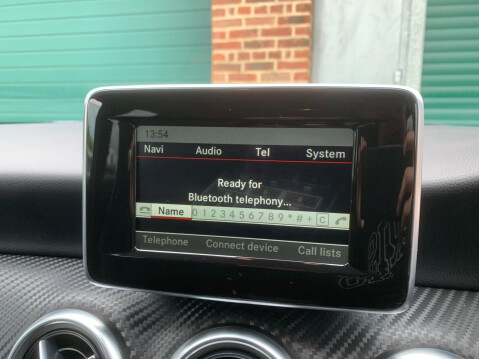 13:54
Navi Audio Tel System
Ready for
Bluetooth telephony...
Name 0 1 2 3 4 5 6 7 8 9 * # + C
Telephone Connect device Call lists